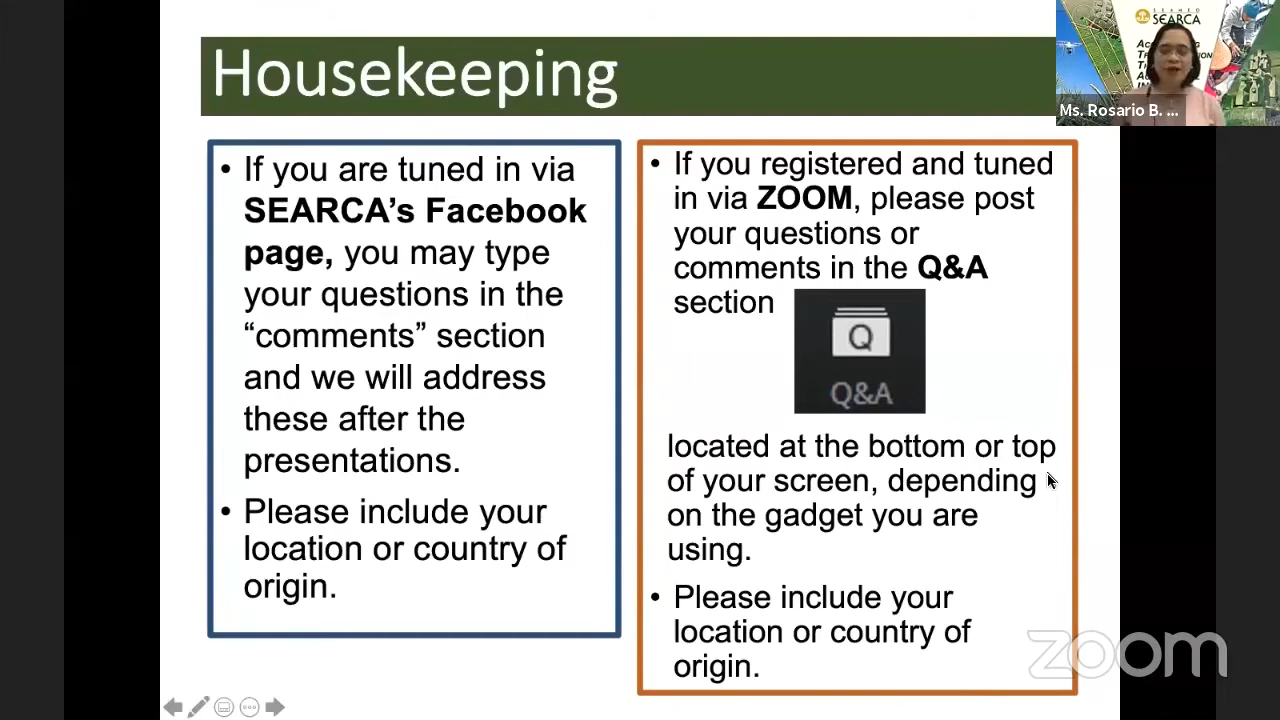 Housekeeping
SEAMEO
SEARCA
Ms. Rosario B. ...
• If you are tuned in via
SEARCA’s Facebook
page, you may type
your questions in the
“comments” section
and we will address
these after the
presentations.
• Please include your
location or country of
origin.
• If you registered and tuned
in via ZOOM, please post
your questions or
comments in the Q&A
section
Q
Q&A
located at the bottom or top
of your screen, depending
on the gadget you are
using.
• Please include your
location or country of
origin.
zoom